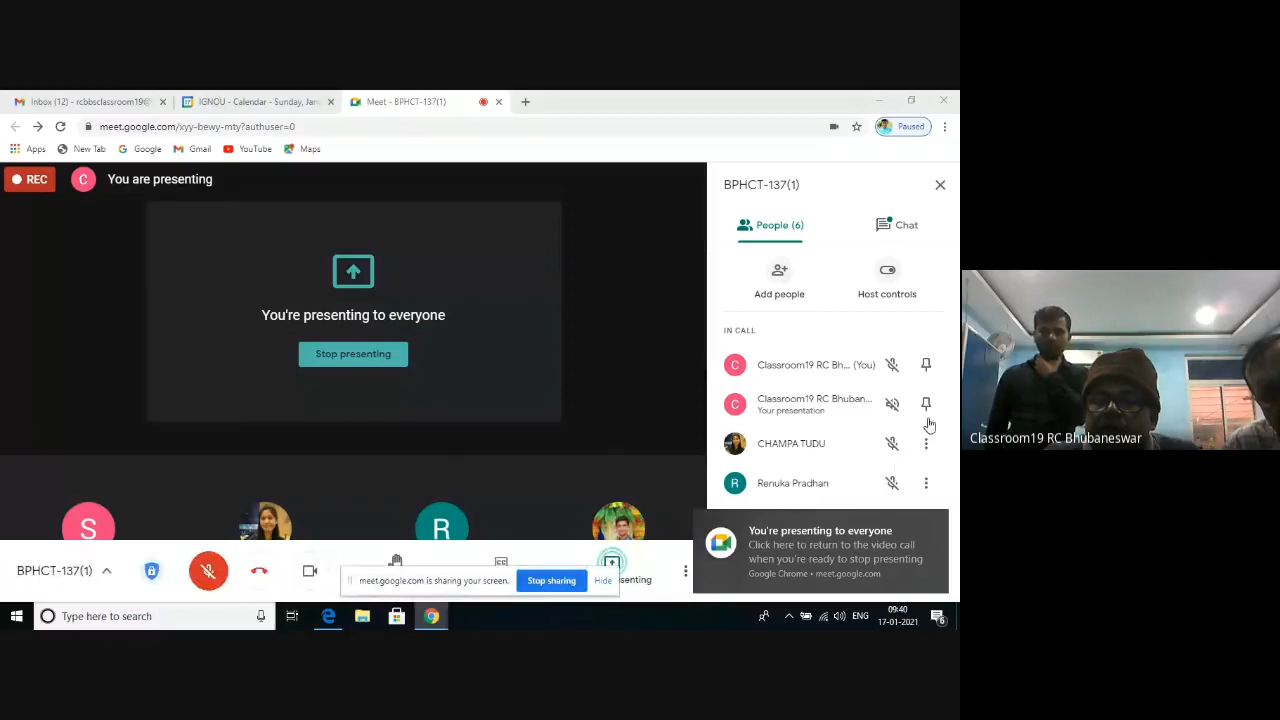 Inbox (12) - rcbbsclassroom19@
IGNOU - Calendar - Sunday, Jan
Meet - BPHCT-137(1)
meet.google.com/xyy-bewy-mty?authuser=0
Paused
Apps
New Tab
Google
Gmail
YouTube
Maps
REC
C
You are presenting
You're presenting to everyone
Stop presenting
BPHCT-137(1)
People (6)
Chat
Add people
Host controls
IN CALL
C
Classroom19 RC Bh... (You)
C
Classroom19 RC Bhuban...
Your presentation
CHAMPA TUDU
R
Renuka Pradhan
S
R
You're presenting to everyone
Click here to return to the video call
when you're ready to stop presenting
Google Chrome • meet.google.com
BPHCT-137(1)
meet.google.com is sharing your screen.
Stop sharing
Hide
Type here to search
ENG
09:40
17-01-2021
6
Classroom19 RC Bhubaneswar